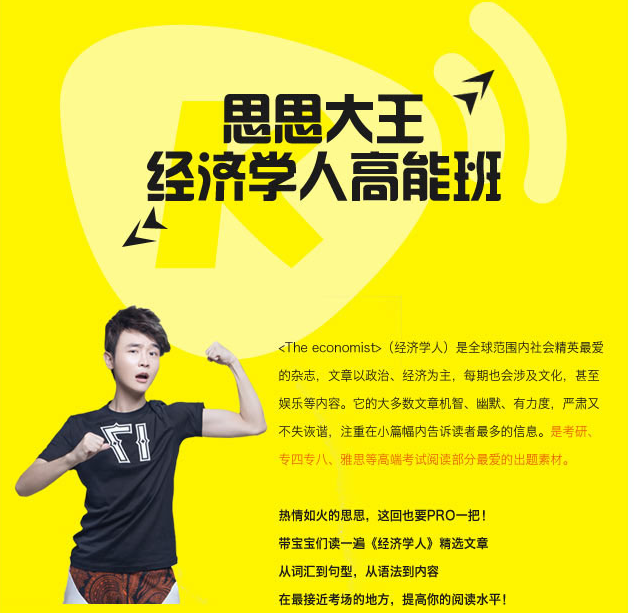 思思大王
经济学人高能班
<The economist>（经济学人）是全球范围内社会精英最爱
的杂志，文章以政治、经济为主，每期也会涉及文化，甚至
娱乐等内容。它的大多数文章机智、幽默、有力度，严肃又
不失诙谐，注重在小篇幅内告诉读者最多的信息。是考研、
专四专八、雅思等高端考试阅读部分最爱的出题素材。
热情如火的思思，这回也要PRO一把！
带宝宝们读一遍《经济学人》精选文章
从词汇到句型，从语法到内容
在最接近考场的地方，提高你的阅读水平！